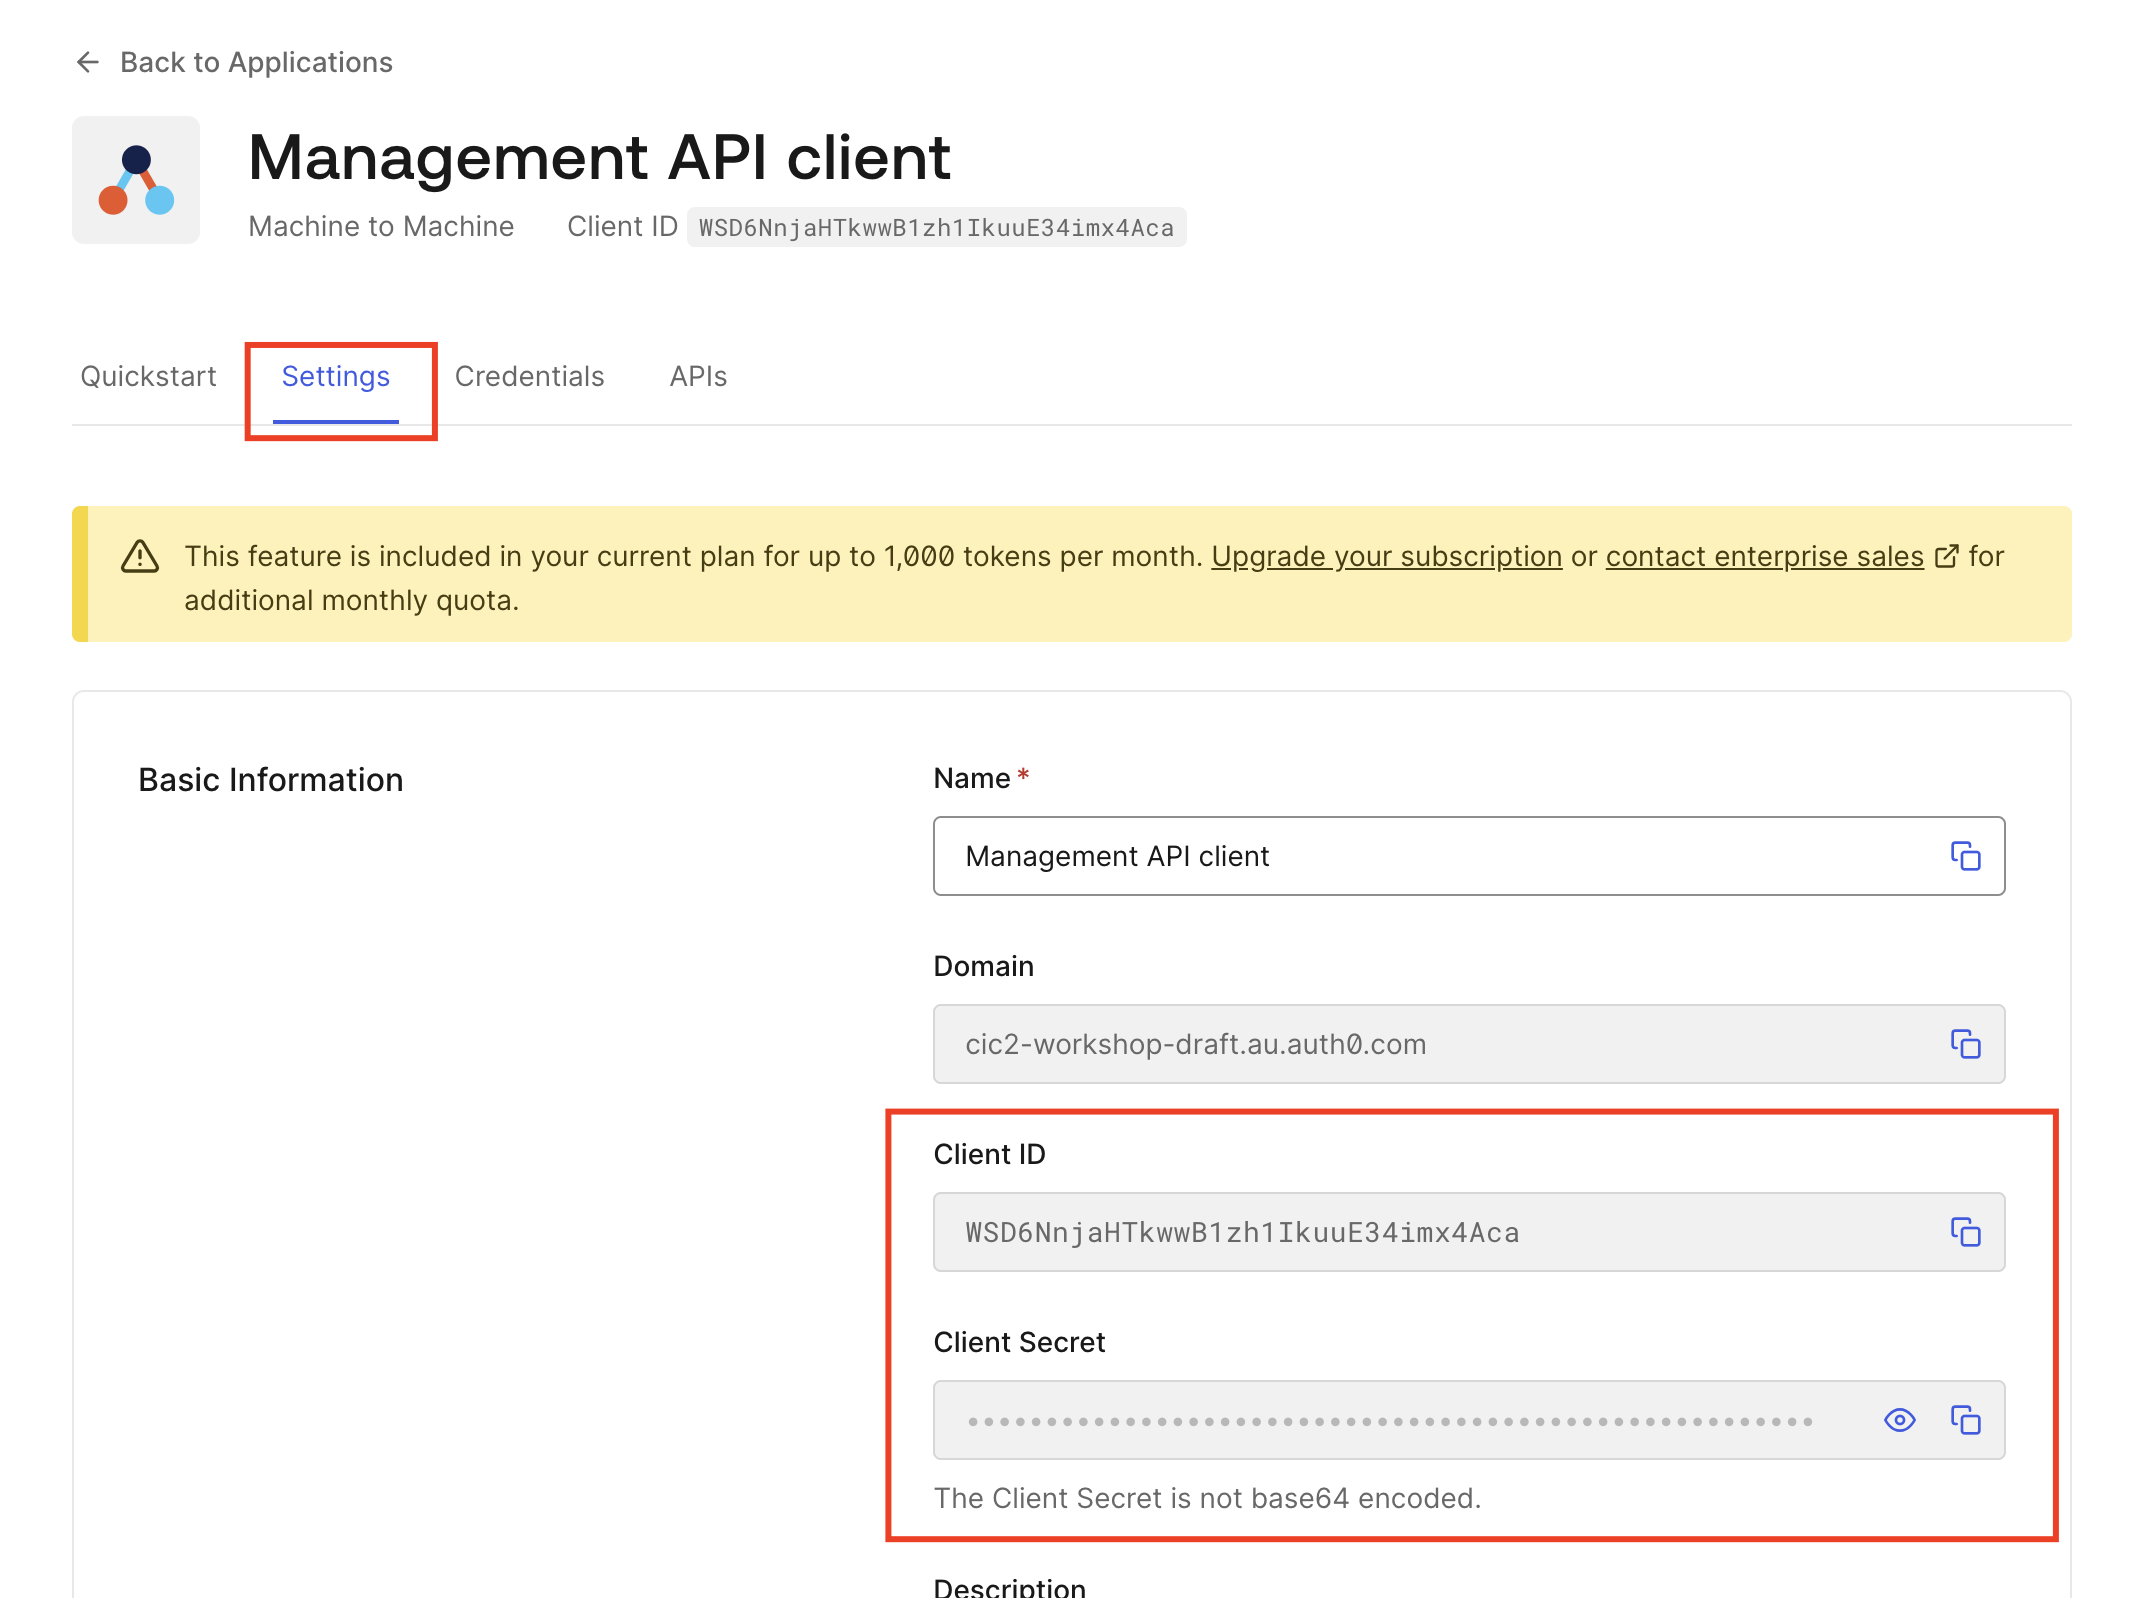 Back to Applications
Management API client
Machine to Machine Client ID WSD6NnjaHTkwwB1zh1IkuuE34imx4Aca
Quickstart Settings Credentials APIs
This feature is included in your current plan for up to 1,000 tokens per month. Upgrade your subscription or contact enterprise sales for
additional monthly quota.
Basic Information
Name *
Management API client
Domain
cic2-workshop-draft.au.auth0.com
Client ID
WSD6NnjaHTkwwB1zh1IkuuE34imx4Aca
Client Secret
The Client Secret is not base64 encoded.
Description